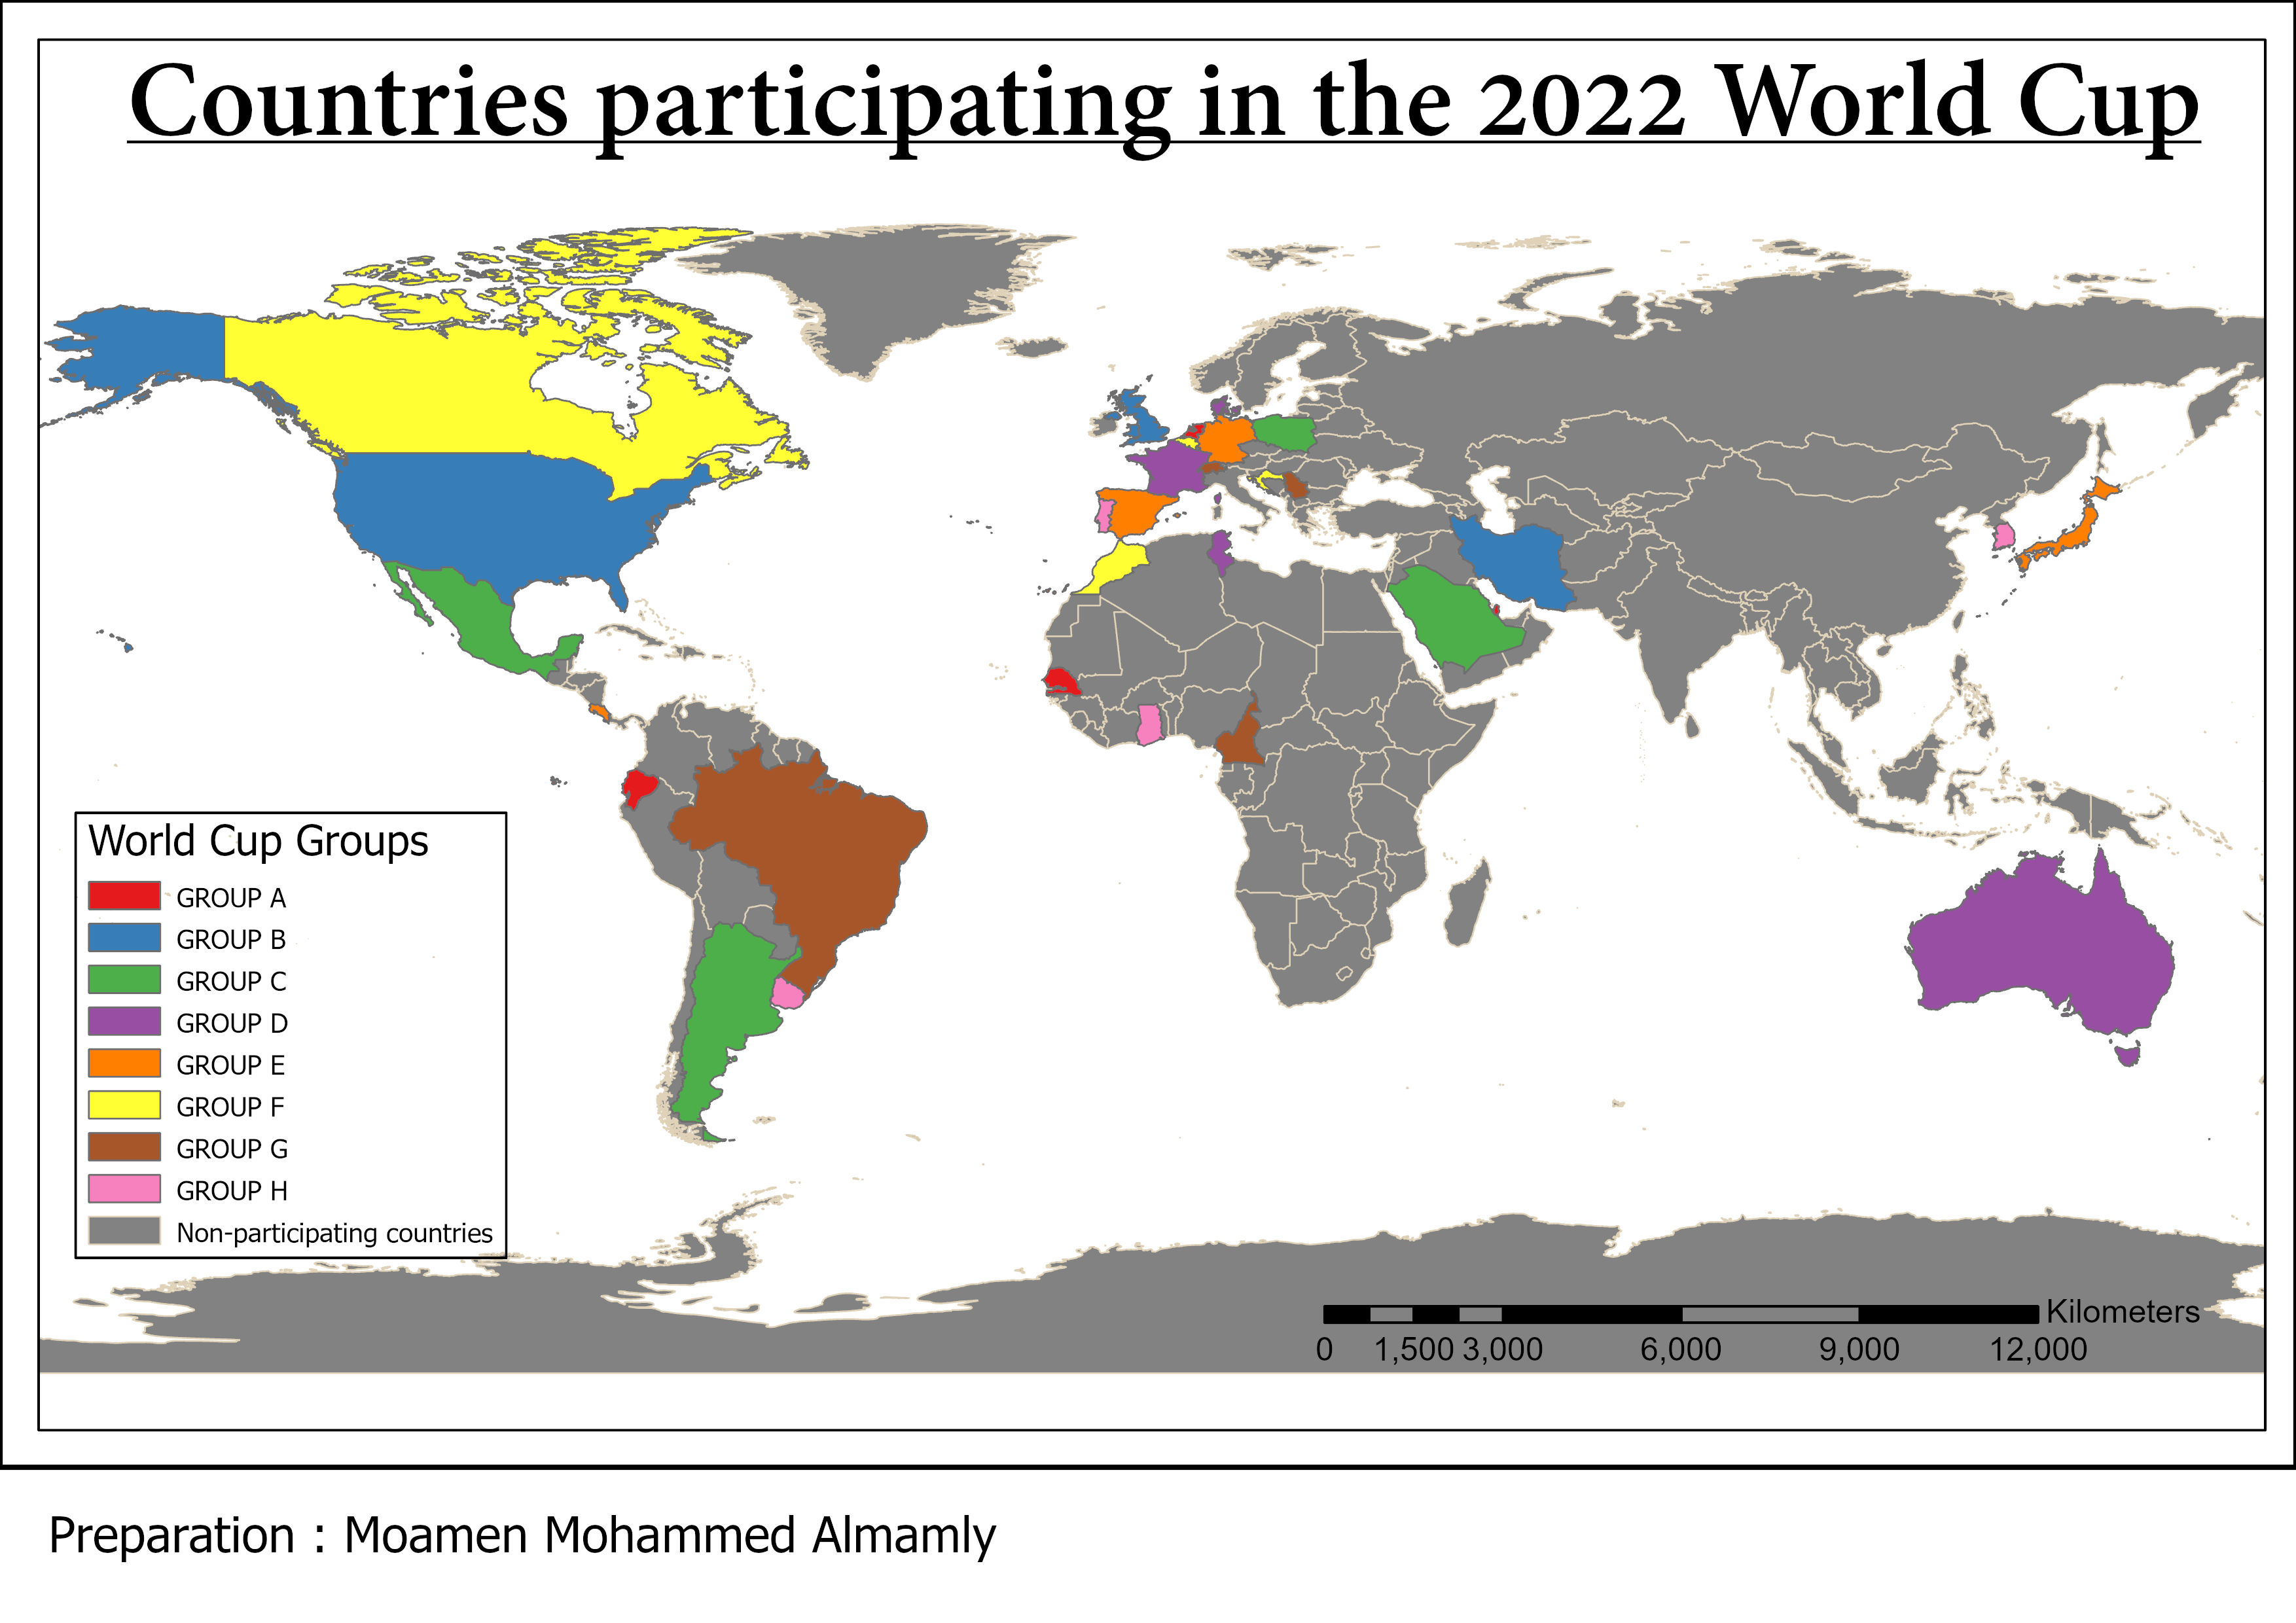 Countries participating in the 2022 World Cup
World Cup Groups
GROUP A
GROUP B
GROUP C
GROUP D
GROUP E
GROUP F
GROUP G
GROUP H
Non-participating countries
Kilometers
0 1,500 3,000 6,000 9,000 12,000
Preparation : Moamen Mohammed Almamly